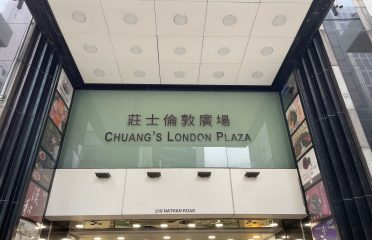 莊士倫敦廣場
CHUANG'S LONDON PLAZA
219 NATHAN ROAD